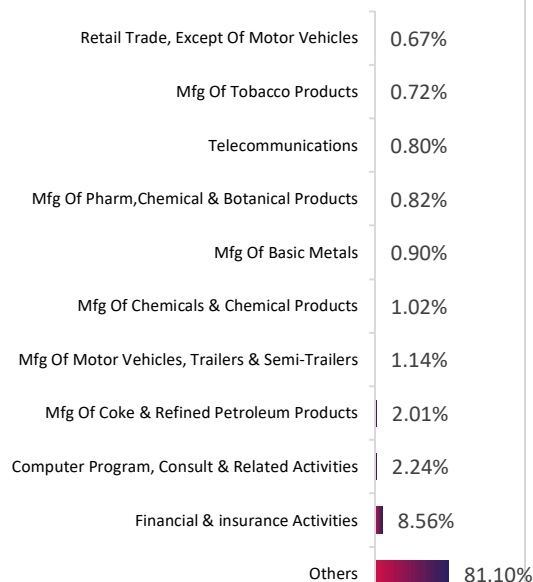 Retail Trade, Except Of Motor Vehicles 0.67%
Mfg Of Tobacco Products 0.72%
Telecommunications 0.80%
Mfg Of Pharm,Chemical & Botanical Products 0.82%
Mfg Of Basic Metals 0.90%
Mfg Of Chemicals & Chemical Products 1.02%
Mfg Of Motor Vehicles, Trailers & Semi-Trailers 1.14%
Mfg Of Coke & Refined Petroleum Products 2.01%
Computer Program, Consult & Related Activities 2.24%
Financial & insurance Activities 8.56%
Others 81.10%